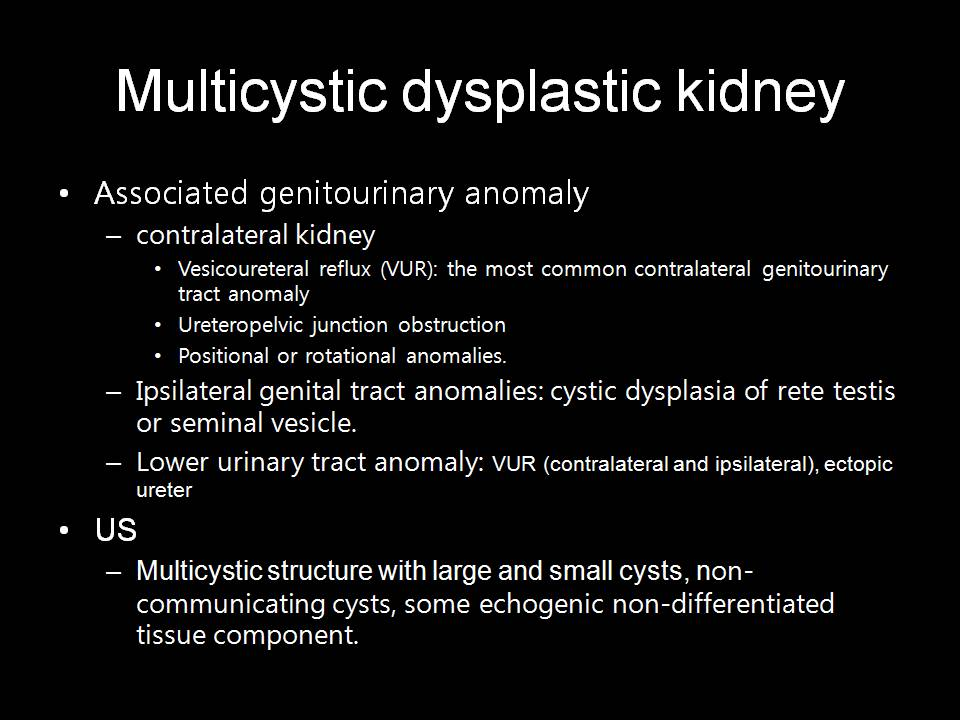 Multicystic dysplastic kidney
• Associated genitourinary anomaly
– contralateral kidney
• Vesicoureteral reflux (VUR): the most common contralateral genitourinary
tract anomaly
• Ureteropelvic junction obstruction
• Positional or rotational anomalies.
– Ipsilateral genital tract anomalies: cystic dysplasia of rete testis
or seminal vesicle.
– Lower urinary tract anomaly: VUR (contralateral and ipsilateral), ectopic
ureter
• US
– Multicystic structure with large and small cysts, non-
communicating cysts, some echogenic non-differentiated
tissue component.